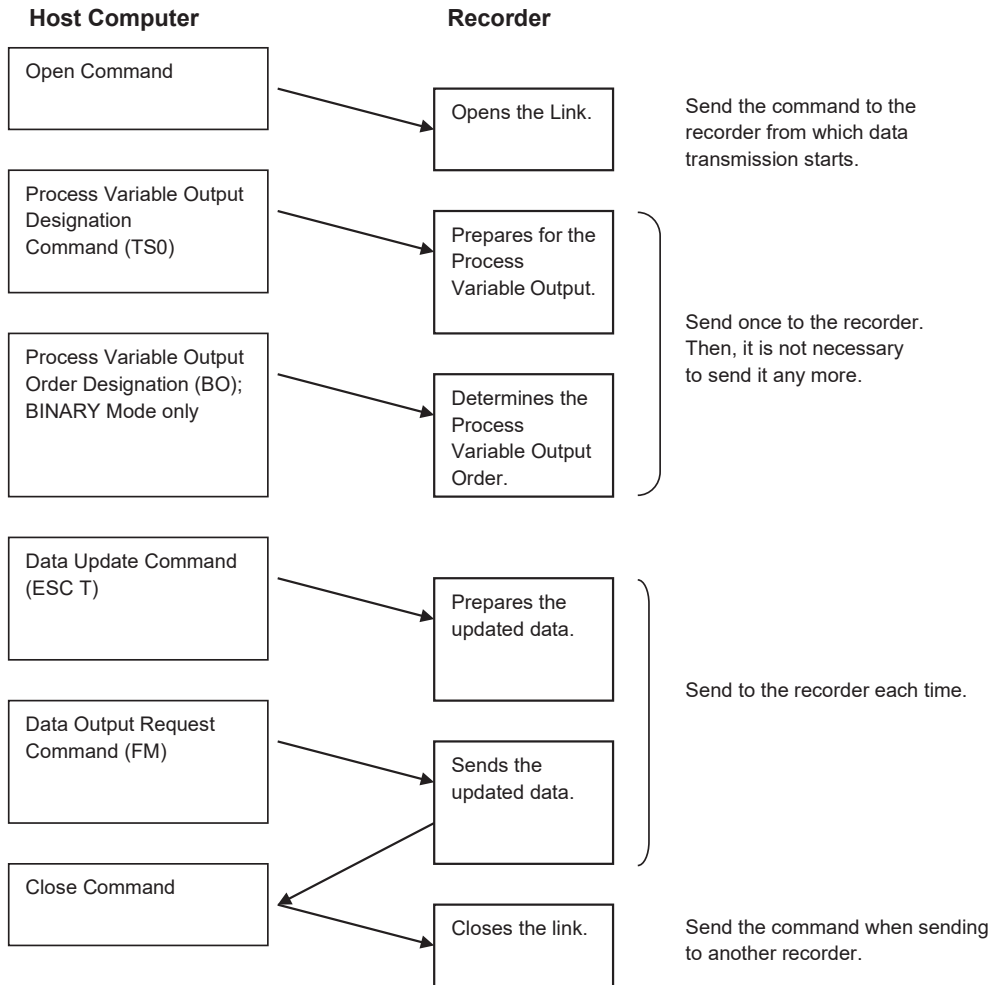 Host Computer
Recorder
Open Command
Opens the Link.
Send the command to the
recorder from which data
transmission starts.
Process Variable Output
Designation
Command (TS0)
Prepares for the
Process
Variable Output.
Send once to the recorder.
Then, it is not necessary
to send it any more.
Process Variable Output
Order Designation (BO);
BINARY Mode only
Determines the
Process
Variable Output
Order.
Data Update Command
(ESC T)
Prepares the
updated data.
Send to the recorder each time.
Data Output Request
Command (FM)
Sends the
updated data.
Close Command
Closes the link.
Send the command when sending
to another recorder.